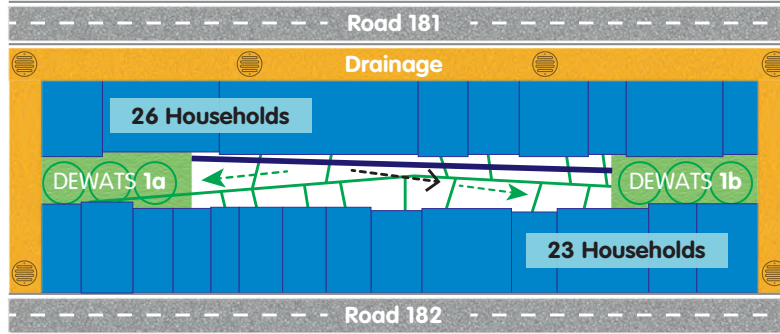 Road 181
Drainage
26 Households
DEWATS 1a
DEWATS 1b
23 Households
Road 182